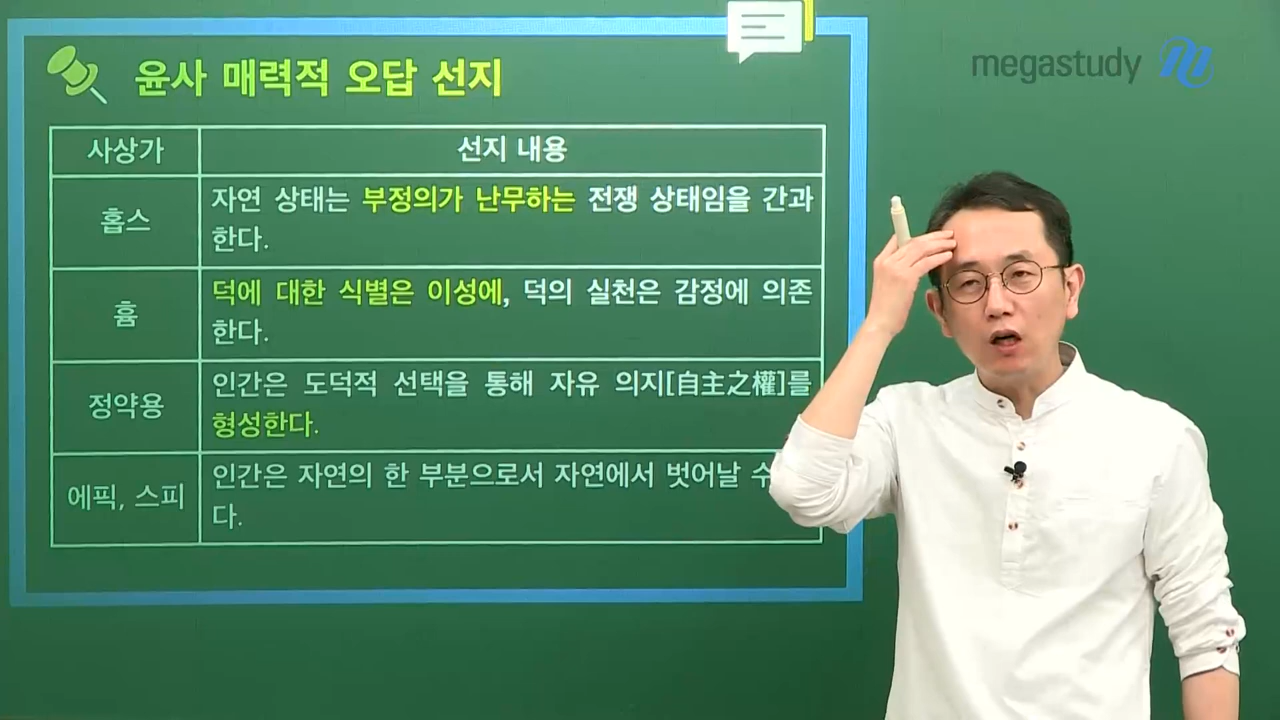 윤사 매력적 오답 선지
megastudy
사상가
선지 내용
홉스
자연 상태는 부정의가 난무하는 전쟁 상태임을 간과
한다.
흄
덕에 대한 식별은 이성에, 덕의 실천은 감정에 의존
한다.
정약용
인간은 도덕적 선택을 통해 자유 의지[自主之權]를
형성한다.
에픽, 스피
인간은 자연의 한 부분으로서 자연에서 벗어날 수
다.